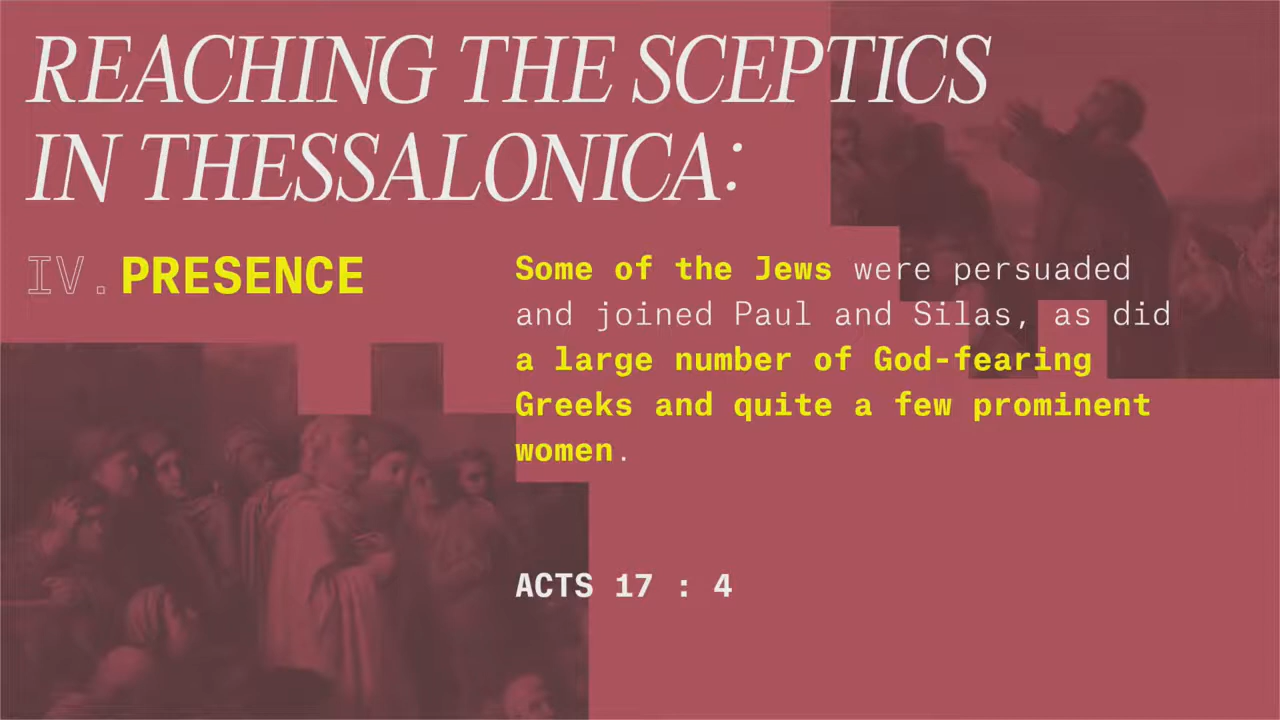 REACHING THE SCEPTICS
IN THESSALONICA:
IV. PRESENCE
Some of the Jews were persuaded
and joined Paul and Silas, as did
a large number of God-fearing
Greeks and quite a few prominent
women.
ACTS 17 : 4